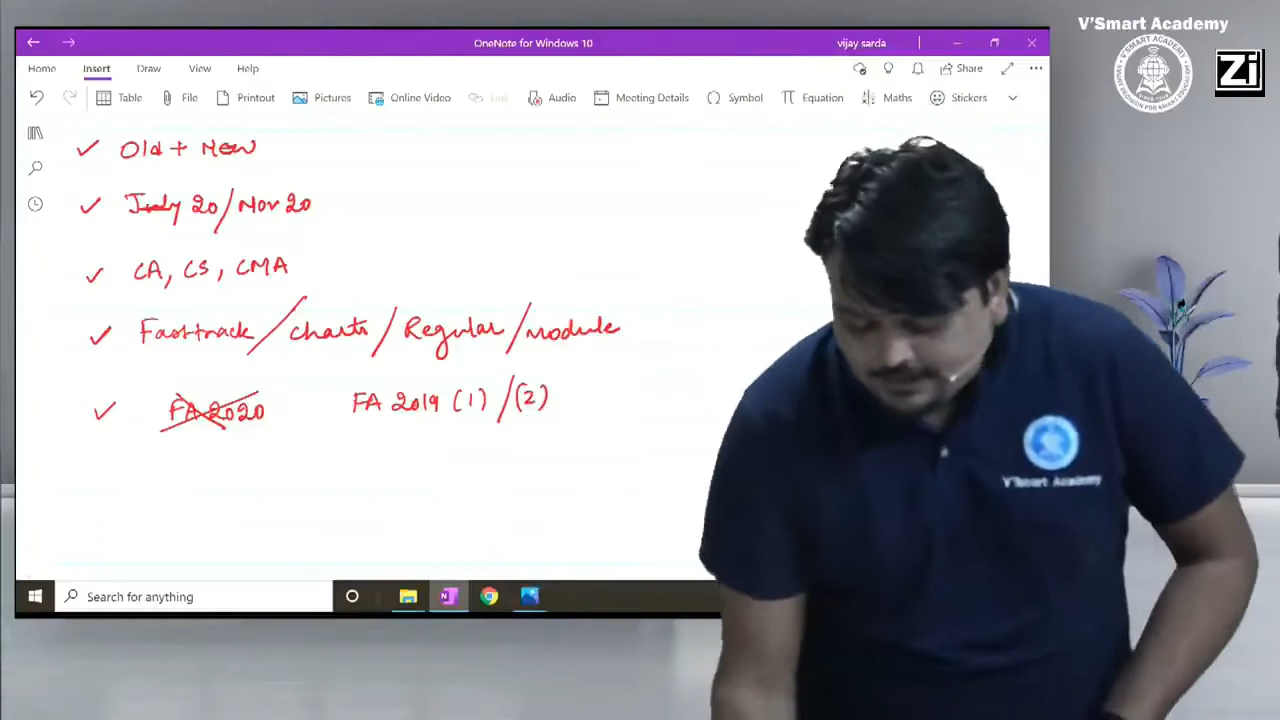 V'Smart Academy
OneNote for Windows 10
vijay sarda
Home Insert Draw View Help
Share
Table File Printout Pictures Online Video Link Audio Meeting Details Symbol Equation Maths Stickers
Old + New
July 20/Nov 20
CA, CS, CMA
Fasttrack/charts/Regular/module
FA 2020 FA 2019 (1) /(2)
V'Smart Academy
Search for anything
Zi